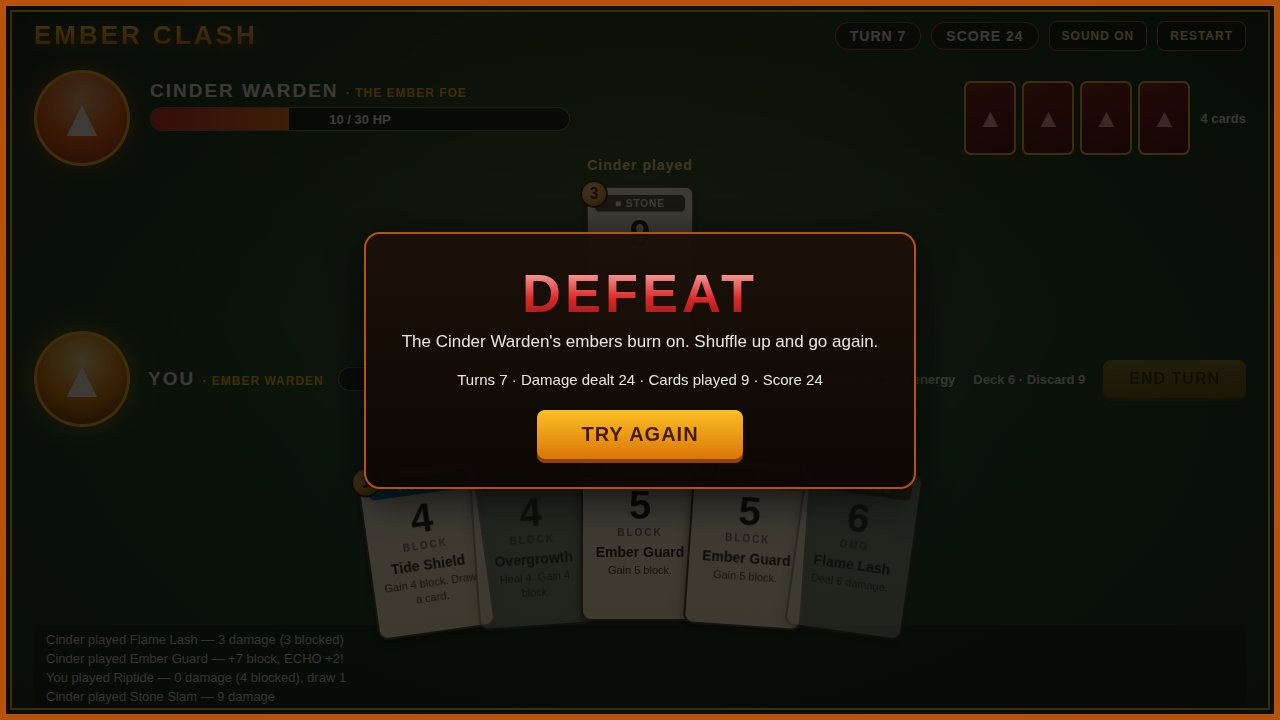 EMBER CLASH
TURN 7
SCORE 24
SOUND ON
RESTART
CINDER WARDEN · THE EMBER FOE
10 / 30 HP
4 cards
Cinder played
3
■ STONE
9
DEFEAT
The Cinder Warden's embers burn on. Shuffle up and go again.
Turns 7 · Damage dealt 24 · Cards played 9 · Score 24
TRY AGAIN
YOU · EMBER WARDEN
energy
Deck 6 · Discard 9
END TURN
4
BLOCK
Tide Shield
Gain 4 block. Draw
a card.
4
BLOCK
Overgrowth
Heal 4. Gain 4
block.
5
BLOCK
Ember Guard
Gain 5 block.
5
BLOCK
Ember Guard
Gain 5 block.
6
DMG
Flame Lash
Deal 6 damage.
Cinder played Flame Lash — 3 damage (3 blocked)
Cinder played Ember Guard — +7 block, ECHO +2!
You played Riptide — 0 damage (4 blocked), draw 1
Cinder played Stone Slam — 9 damage